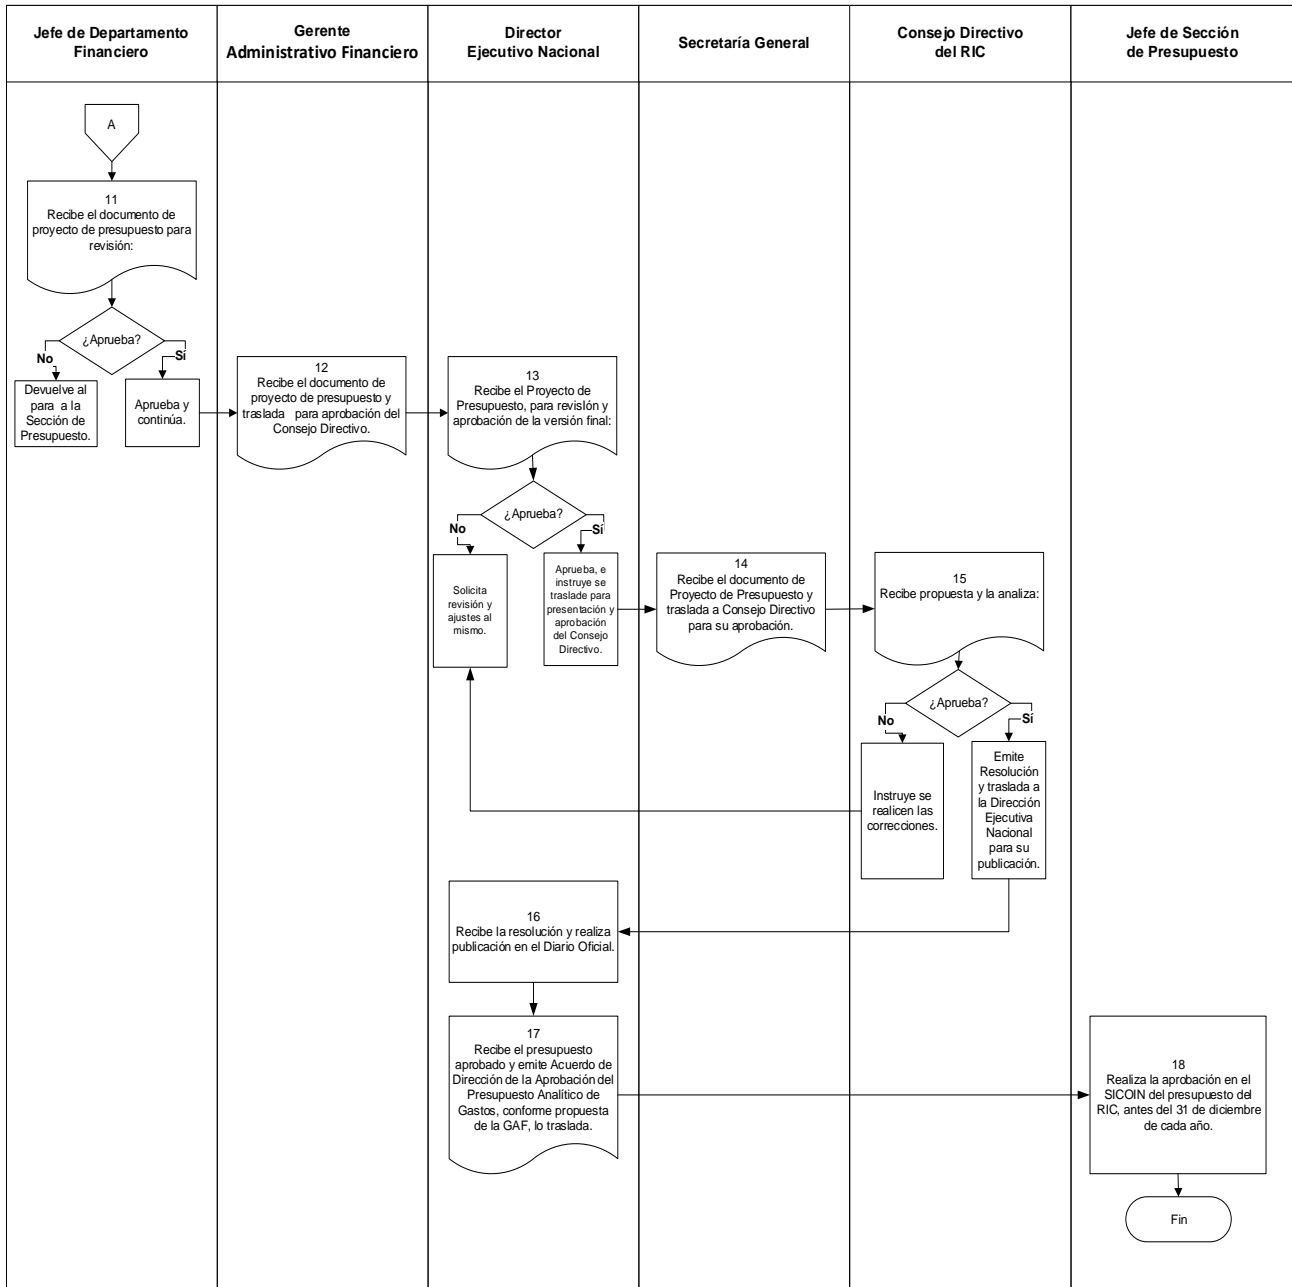 Jefe de Departamento
Financiero
Gerente
Administrativo Financiero
Director
Ejecutivo Nacional
Secretaría General
Consejo Directivo
del RIC
Jefe de Sección
de Presupuesto
A
11
Recibe el documento de
proyecto de presupuesto para
revisión:
¿Aprueba?
No
Sí
Devuelve al
para a la
Sección de
Presupuesto.
Aprueba y
continúa.
12
Recibe el documento de
proyecto de presupuesto y
traslada para aprobación del
Consejo Directivo.
13
Recibe el Proyecto de
Presupuesto, para revisión y
aprobación de la versión final:
¿Aprueba?
No
Sí
Solicita
revisión y
ajustes al
mismo.
Aprueba, e
instruye se
traslade para
presentación y
aprobación
del Consejo
Directivo.
14
Recibe el documento de
Proyecto de Presupuesto y
traslada a Consejo Directivo
para su aprobación.
15
Recibe propuesta y la analiza:
¿Aprueba?
No
Sí
Instruye se
realicen las
correcciones.
Emite
Resolución
y traslada a
la Dirección
Ejecutiva
Nacional
para su
publicación.
16
Recibe la resolución y realiza
publicación en el Diario Oficial.
17
Recibe el presupuesto
aprobado y emite Acuerdo de
Dirección de la Aprobación del
Presupuesto Analítico de
Gastos, conforme propuesta
de la GAF, lo traslada.
18
Realiza la aprobación en el
SICOIN del presupuesto del
RIC, antes del 31 de diciembre
de cada año.
Fin